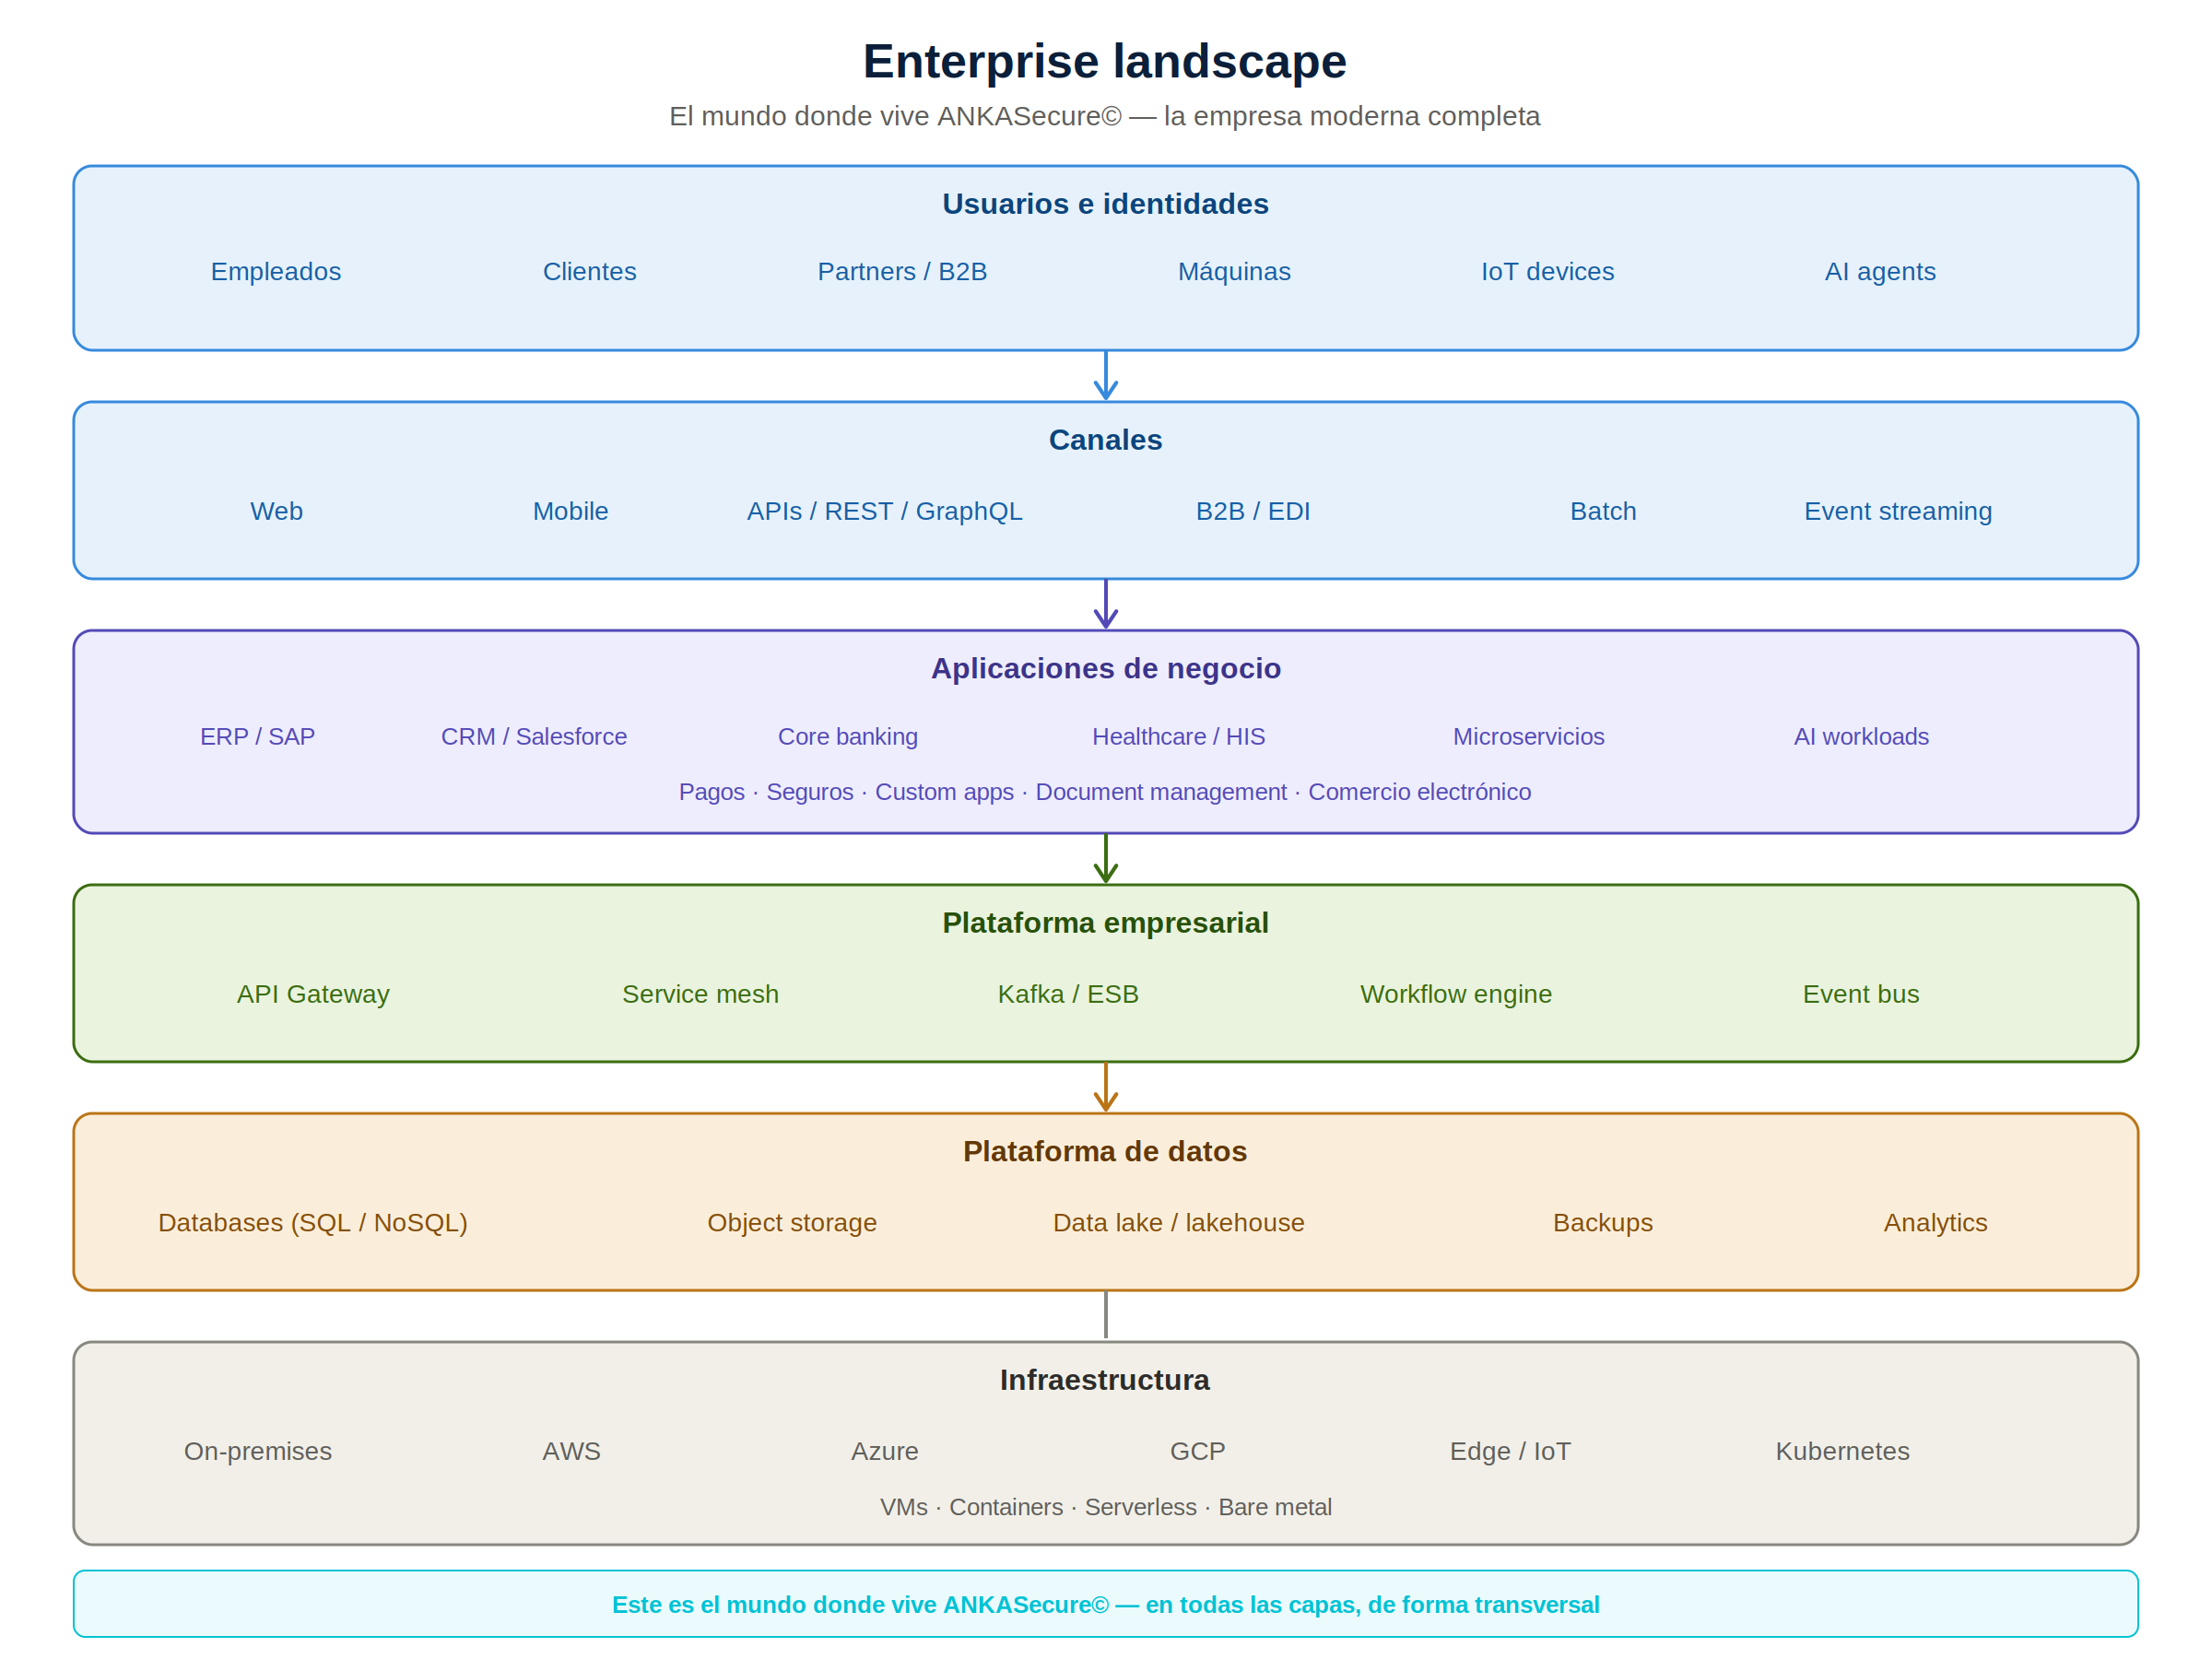 Enterprise landscape
El mundo donde vive ANKASecure© — la empresa moderna completa
Usuarios e identidades
Empleados Clientes Partners / B2B Máquinas IoT devices AI agents
Canales
Web Mobile APIs / REST / GraphQL B2B / EDI Batch Event streaming
Aplicaciones de negocio
ERP / SAP CRM / Salesforce Core banking Healthcare / HIS Microservicios AI workloads
Pagos · Seguros · Custom apps · Document management · Comercio electrónico
Plataforma empresarial
API Gateway Service mesh Kafka / ESB Workflow engine Event bus
Plataforma de datos
Databases (SQL / NoSQL) Object storage Data lake / lakehouse Backups Analytics
Infraestructura
On-premises AWS Azure GCP Edge / IoT Kubernetes
VMs · Containers · Serverless · Bare metal
Este es el mundo donde vive ANKASecure© — en todas las capas, de forma transversal